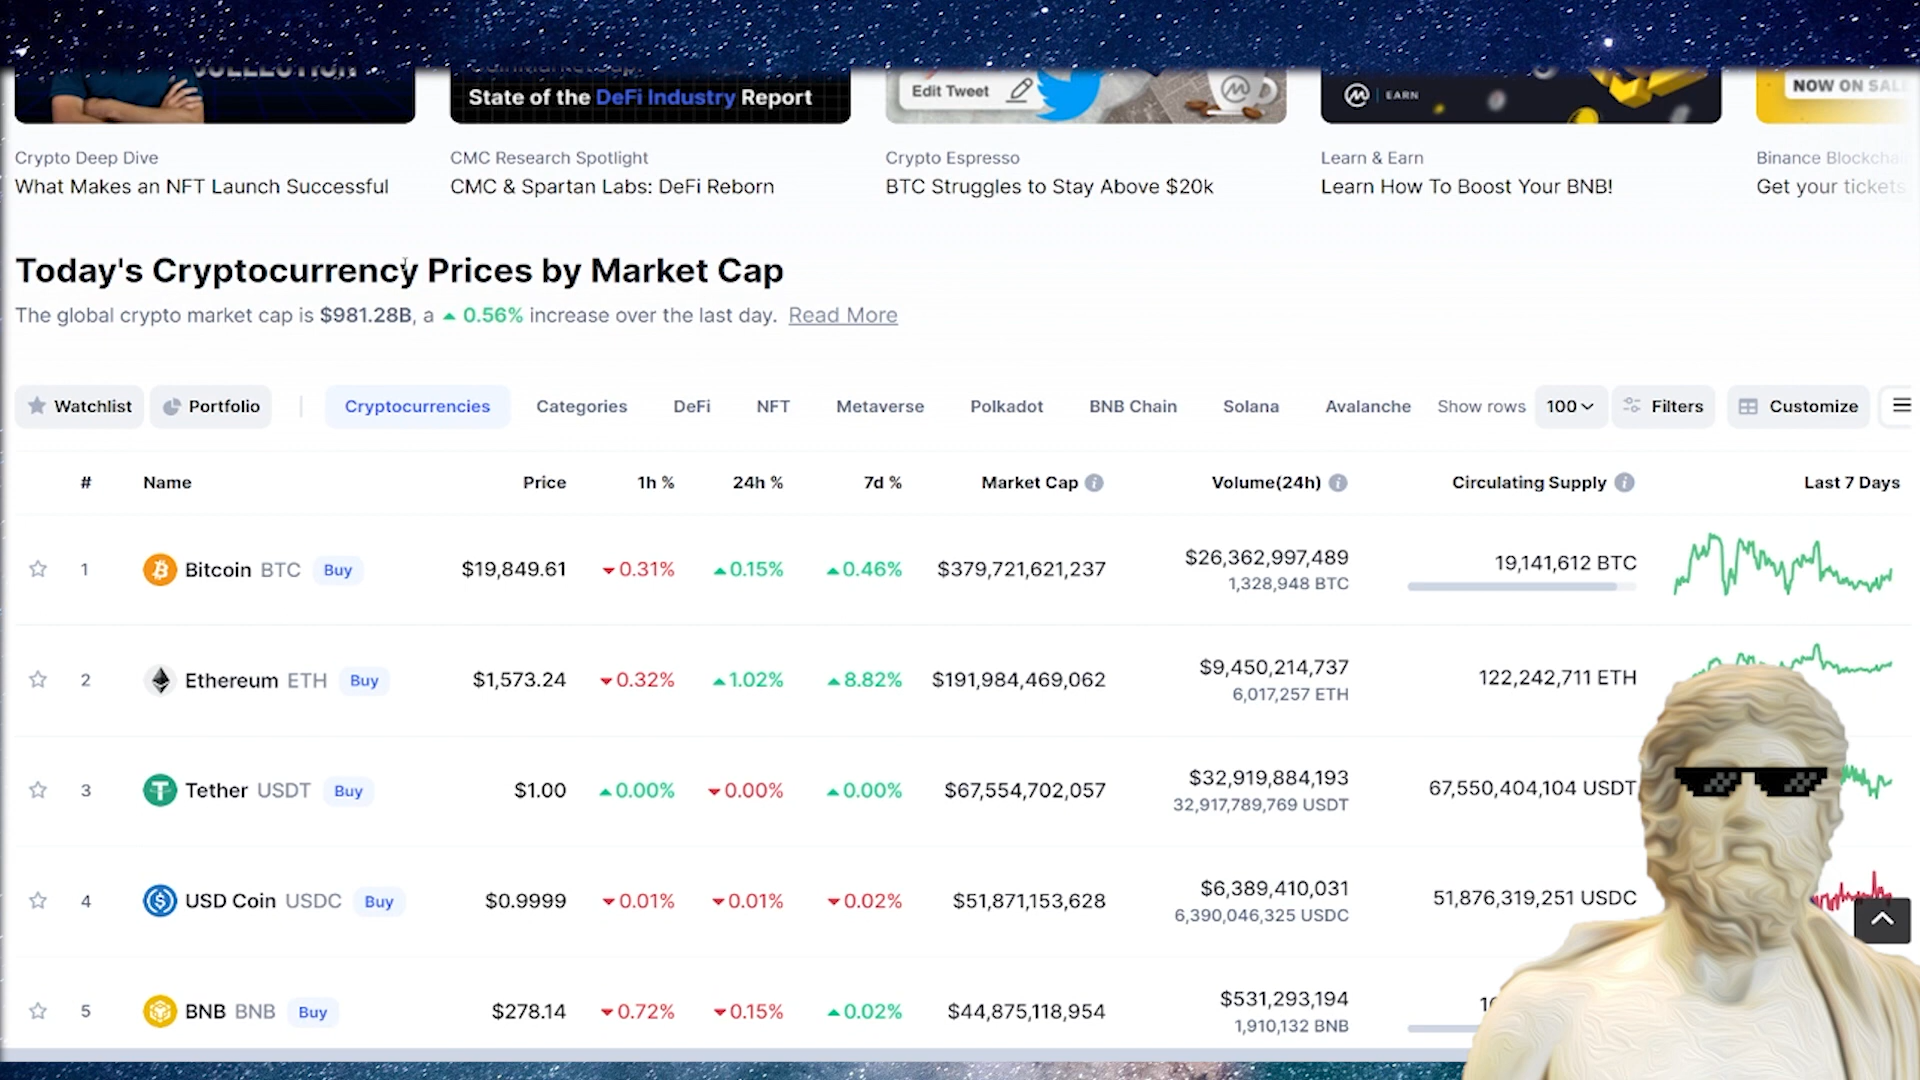 COLLECTION
State of the DeFi Industry Report
Edit Tweet
EARN
NOW ON SALE
Crypto Deep Dive
What Makes an NFT Launch Successful
CMC Research Spotlight
CMC & Spartan Labs: DeFi Reborn
Crypto Espresso
BTC Struggles to Stay Above $20k
Learn & Earn
Learn How To Boost Your BNB!
Binance Blockchain
Get your tickets
Today's Cryptocurrency Prices by Market Cap
The global crypto market cap is $981.28B, a 0.56% increase over the last day. Read More
Watchlist Portfolio Cryptocurrencies Categories DeFi NFT Metaverse Polkadot BNB Chain Solana Avalanche Show rows 100 Filters Customize
# Name Price 1h % 24h % 7d % Market Cap Volume(24h) Circulating Supply Last 7 Days
1 Bitcoin BTC Buy $19,849.61 0.31% 0.15% 0.46% $379,721,621,237 $26,362,997,489 19,141,612 BTC
1,328,948 BTC
2 Ethereum ETH Buy $1,573.24 0.32% 1.02% 8.82% $191,984,469,062 $9,450,214,737 122,242,711 ETH
6,017,257 ETH
3 Tether USDT Buy $1.00 0.00% 0.00% 0.00% $67,554,702,057 $32,919,884,193 67,550,404,104 USDT
32,917,789,769 USDT
4 USD Coin USDC Buy $0.9999 0.01% 0.01% 0.02% $51,871,153,628 $6,389,410,031 51,876,319,251 USDC
6,390,046,325 USDC
5 BNB BNB Buy $278.14 0.72% 0.15% 0.02% $44,875,118,954 $531,293,194
1,910,132 BNB